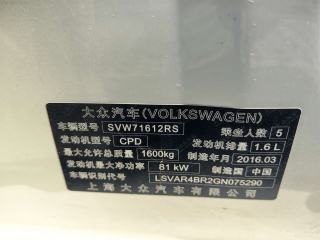 大众汽车(VOLKSWAGEN)
车辆型号 SVW71612RS 乘坐人数 5
发动机型号 CPD 发动机排量 1.6 L
最大允许总质量 1600kg 制造年月 2016.03
发动机最大净功率 81 kW 制造国 中国
车辆识别代号 LSVAR4BR2GN075290
上海大众汽车有限公司